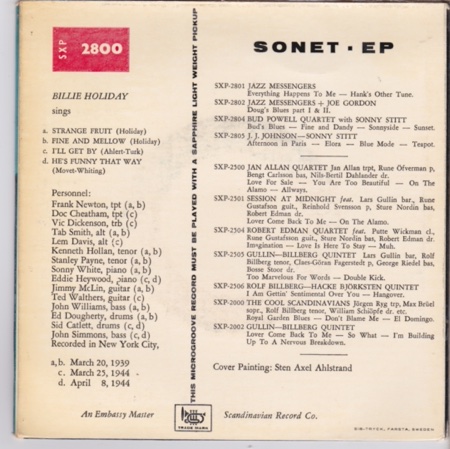 SXP 2800
BILLIE HOLIDAY
sings
a. STRANGE FRUIT (Holiday)
b. FINE AND MELLOW (Holiday)
c. I'LL GET BY (Ahlert-Turk)
d. HE'S FUNNY THAT WAY
(Movet-Whiting)
Personnel:
Frank Newton, tpt (a, b)
Doc Cheatham, tpt (c)
Vic Dickenson, trb (c)
Tab Smith, alt (a, b)
Lem Davis, alt (c)
Kenneth Hollan, tenor (a, b)
Stanley Payne, tenor (a, b)
Sonny White, piano (a, b)
Eddie Heywood, piano (c, d)
Jimmy McLin, guitar (a, b)
Ted Walthers, guitar (c)
John Williams, bass (a, b)
Ed Dougherty, drums (a, b)
Sid Catlett, drums (c, d)
John Simmons, bass (c, d)
Recorded in New York City,
a,b. March 20, 1939
c. March 25, 1944
d. April 8, 1944
An Embassy Master
THIS MICROGROOVE RECORD MUST BE PLAYED WITH A SAPPHIRE LIGHT WEIGHT PICKUP
TRADE MARK
SONET · EP
SXP-2801 JAZZ MESSENGERS
Everything Happens To Me — Hank's Other Tune.
SXP-2802 JAZZ MESSENGERS + JOE GORDON
Doug's Blues part I & II.
SXP-2804 BUD POWELL QUARTET with SONNY STITT
Bud's Blues — Fine and Dandy — Sonnyside — Sunset.
SXP-2805 J. J. JOHNSON—SONNY STITT
Afternoon in Paris — Elora — Blue Mode — Teapot.
SXP-2500 JAN ALLAN QUARTET Jan Allan trpt, Rune Ofverman p,
Bengt Carlsson bas, Nils-Bertil Dahlander dr.
Love For Sale — You Are Too Beautiful — On The
Alamo — Allways.
SXP-2501 SESSION AT MIDNIGHT feat. Lars Gullin bar., Rune
Gustafson guit., Reinhold Svensson p, Sture Nordin bas,
Robert Edman dr.
Lover Come Back To Me — On The Alamo.
SXP-2504 ROBERT EDMAN QUARTET feat. Putte Wickman cl.,
Rune Gustafsson guit, Sture Nordin bas, Robert Edman dr.
Imagination — Love Is Here To Stay — Muh.
SXP-2505 GULLIN—BILLBERG QUINTET Lars Gullin bar, Rolf
Billberg tenor, Claes-Göran Fagerstedt p, George Riedel bas,
Bosse Stoor dr.
Too Marvelous For Words — Double Kick.
SXP-2506 ROLF BILLBERG—HACKE BJÖRKSTEN QUINTET
I Am Gettin' Sentimental Over You — Hangover.
SXP-2000 THE COOL SCANDINAVIANS Jörgen Ryg trp, Max Brüel
sopr., Rolf Billberg tenor, William Schiöpfe dr. etc.
Royal Garden Blues — Don't Blame Me — El Domingo.
SXP-2002 GULLIN—BILLBERG QUINTET
Lover Come Back To Me — So What — I'm Building
Up To A Nervous Breakdown.
Cover Painting: Sten Axel Ahlstrand
Scandinavian Record Co.